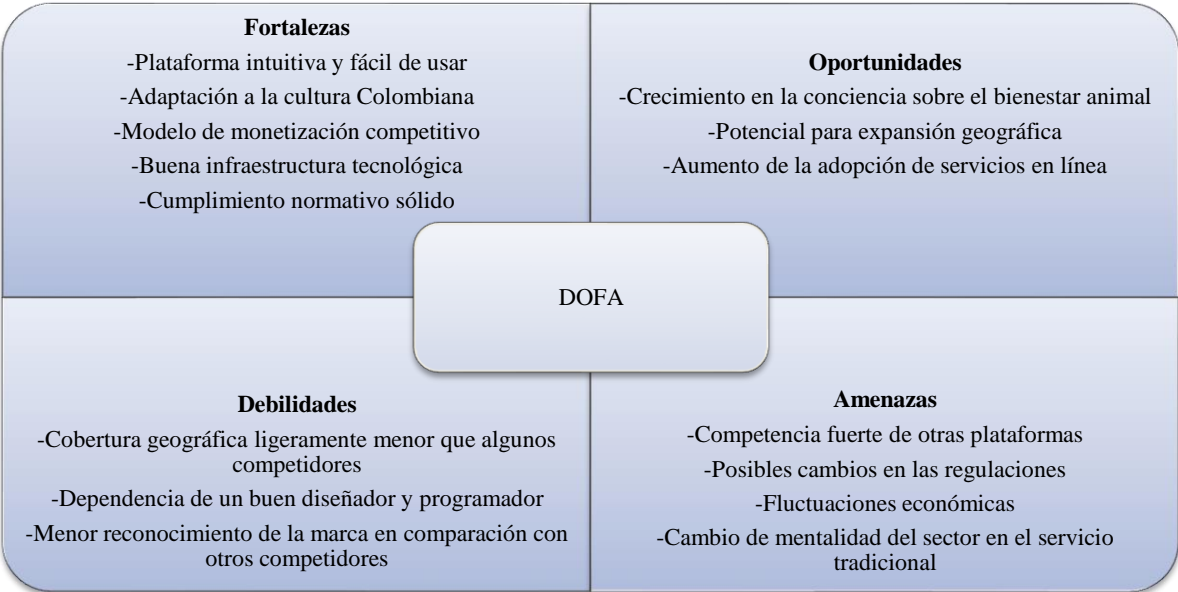 Fortalezas
-Plataforma intuitiva y fácil de usar
-Adaptación a la cultura Colombiana
-Modelo de monetización competitivo
-Buena infraestructura tecnológica
-Cumplimiento normativo sólido
Oportunidades
-Crecimiento en la conciencia sobre el bienestar animal
-Potencial para expansión geográfica
-Aumento de la adopción de servicios en línea
DOFA
Debilidades
-Cobertura geográfica ligeramente menor que algunos
competidores
-Dependencia de un buen diseñador y programador
-Menor reconocimiento de la marca en comparación con
otros competidores
Amenazas
-Competencia fuerte de otras plataformas
-Posibles cambios en las regulaciones
-Fluctuaciones económicas
-Cambio de mentalidad del sector en el servicio
tradicional